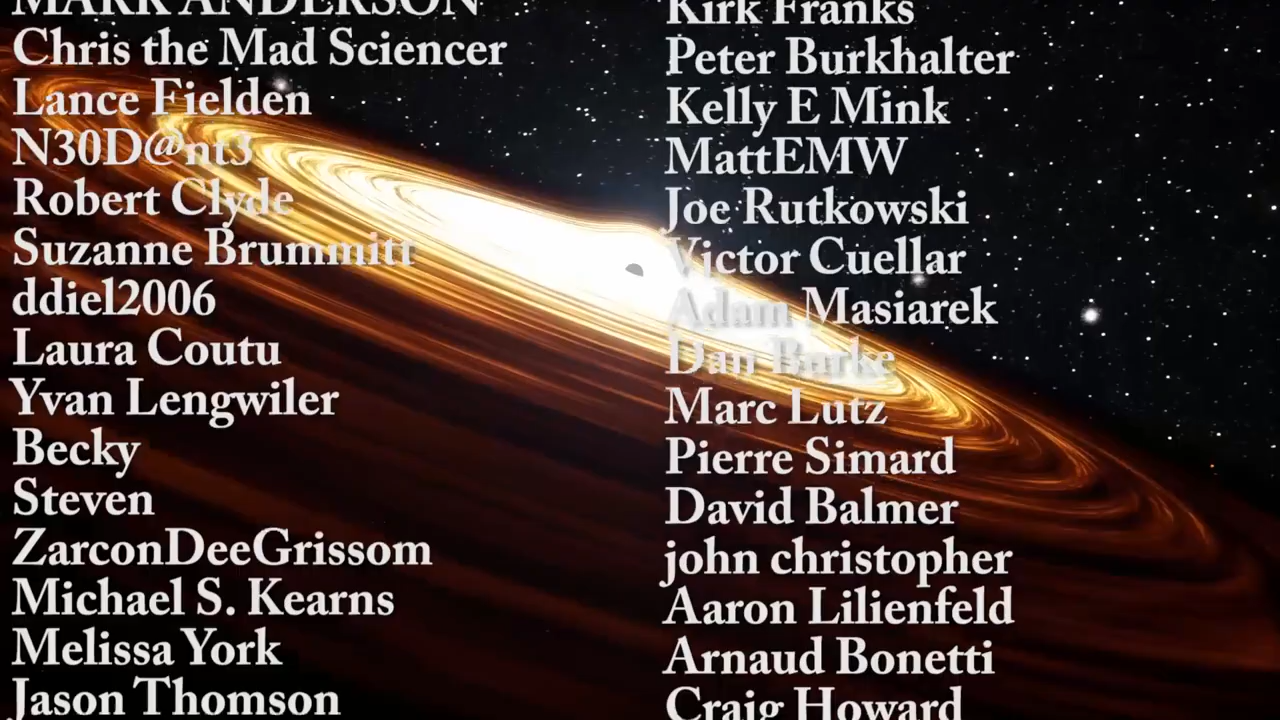 MARK ANDERSON
Chris the Mad Sciencer
Lance Fielden
N30D@nt3
Robert Clyde
Suzanne Brummitt
ddiel2006
Laura Coutu
Yvan Lengwiler
Becky
Steven
ZarconDeeGrissom
Michael S. Kearns
Melissa York
Jason Thomson
Kirk Franks
Peter Burkhalter
Kelly E Mink
MattEMW
Joe Rutkowski
Victor Cuellar
Adam Masiarek
Dan Burke
Marc Lutz
Pierre Simard
David Balmer
john christopher
Aaron Lilienfeld
Arnaud Bonetti
Craig Howard